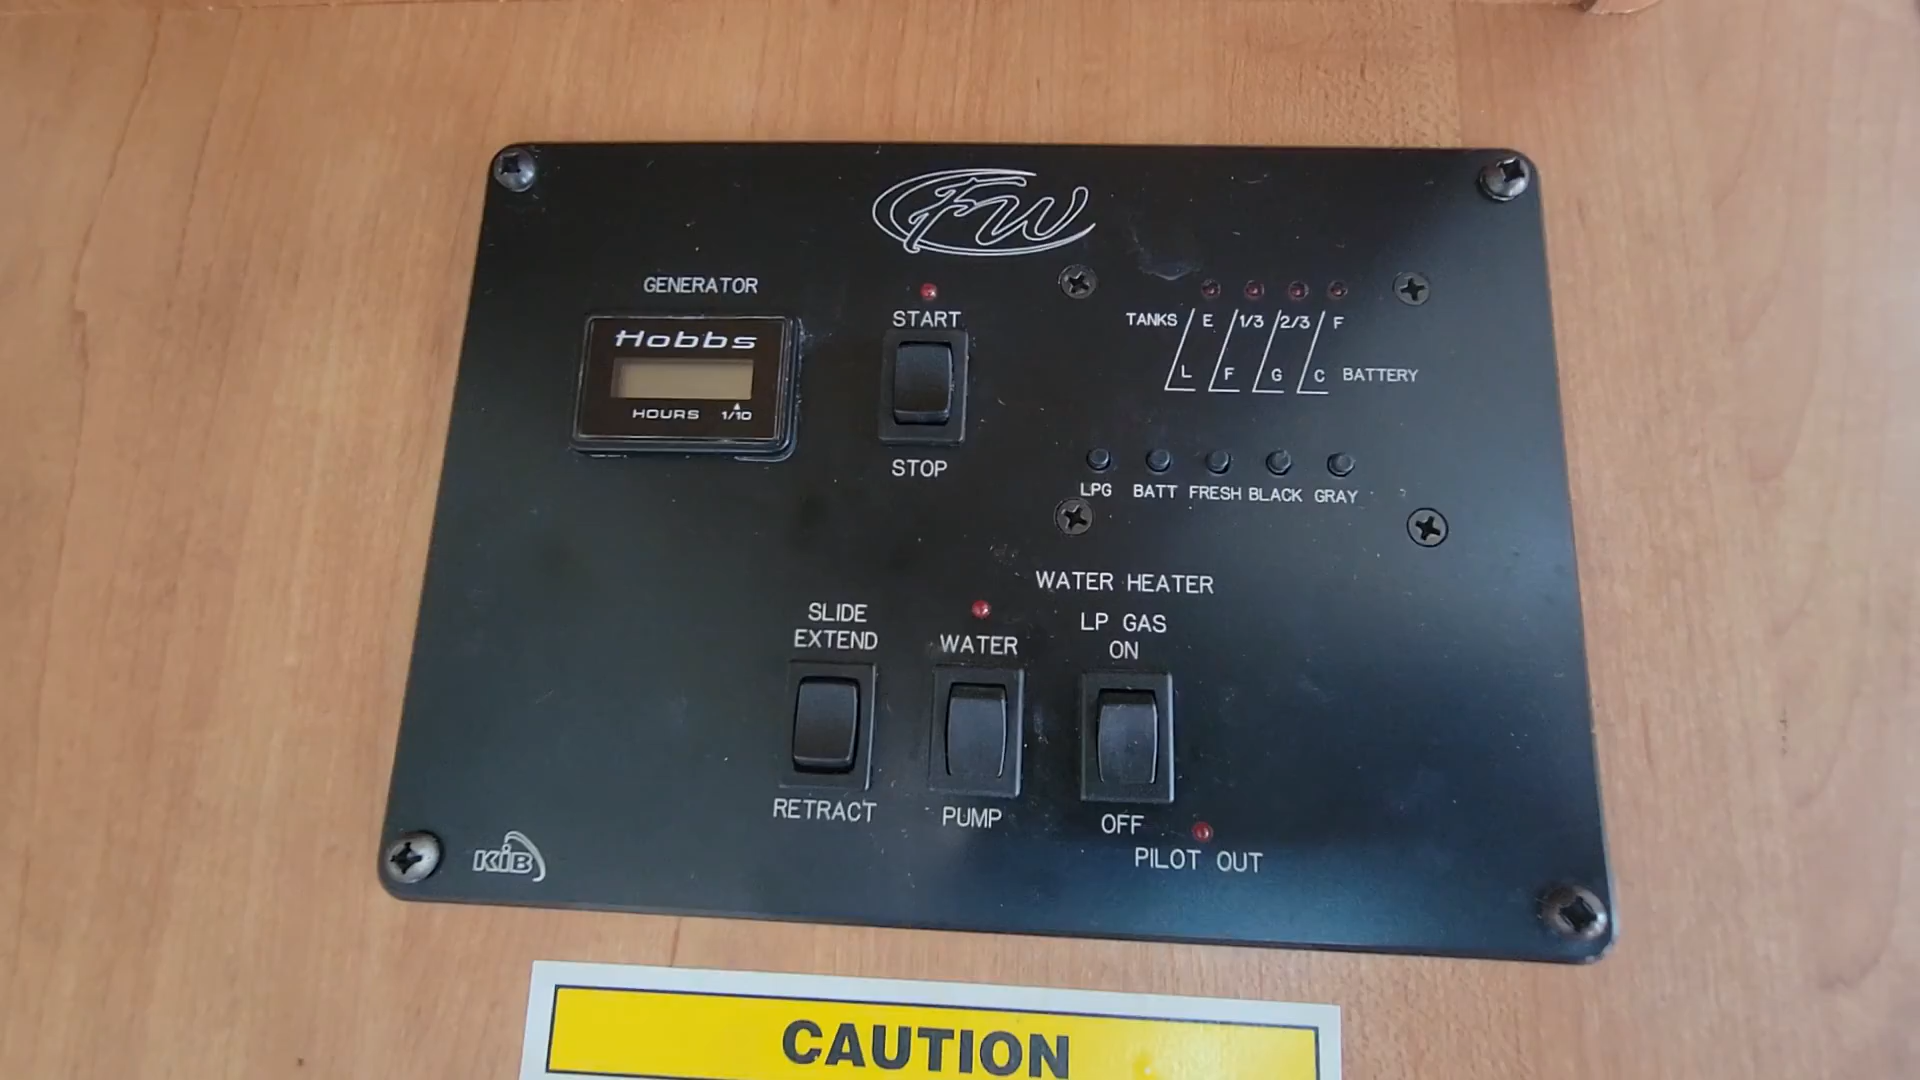 FW
GENERATOR
Hobbs
HOURS 1/10
START
STOP
TANKS E 1/3 2/3 F
L F G C BATTERY
LPG BATT FRESH BLACK GRAY
WATER HEATER
SLIDE
EXTEND
RETRACT
WATER
PUMP
LP GAS
ON
OFF
PILOT OUT
KiB
CAUTION